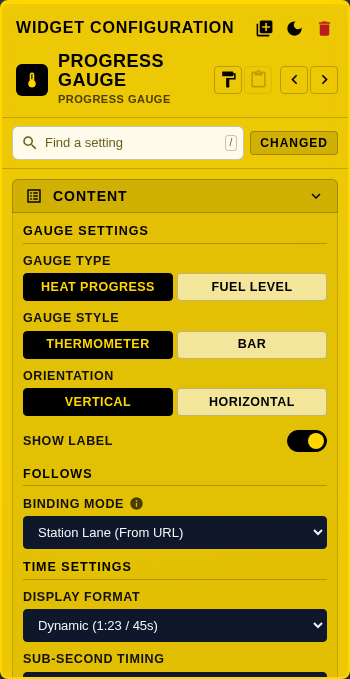 WIDGET CONFIGURATION
PROGRESS
GAUGE
PROGRESS GAUGE
Find a setting
/
CHANGED
CONTENT
GAUGE SETTINGS
GAUGE TYPE
HEAT PROGRESS
FUEL LEVEL
GAUGE STYLE
THERMOMETER
BAR
ORIENTATION
VERTICAL
HORIZONTAL
SHOW LABEL
FOLLOWS
BINDING MODE
Station Lane (From URL)
TIME SETTINGS
DISPLAY FORMAT
Dynamic (1:23 / 45s)
SUB-SECOND TIMING